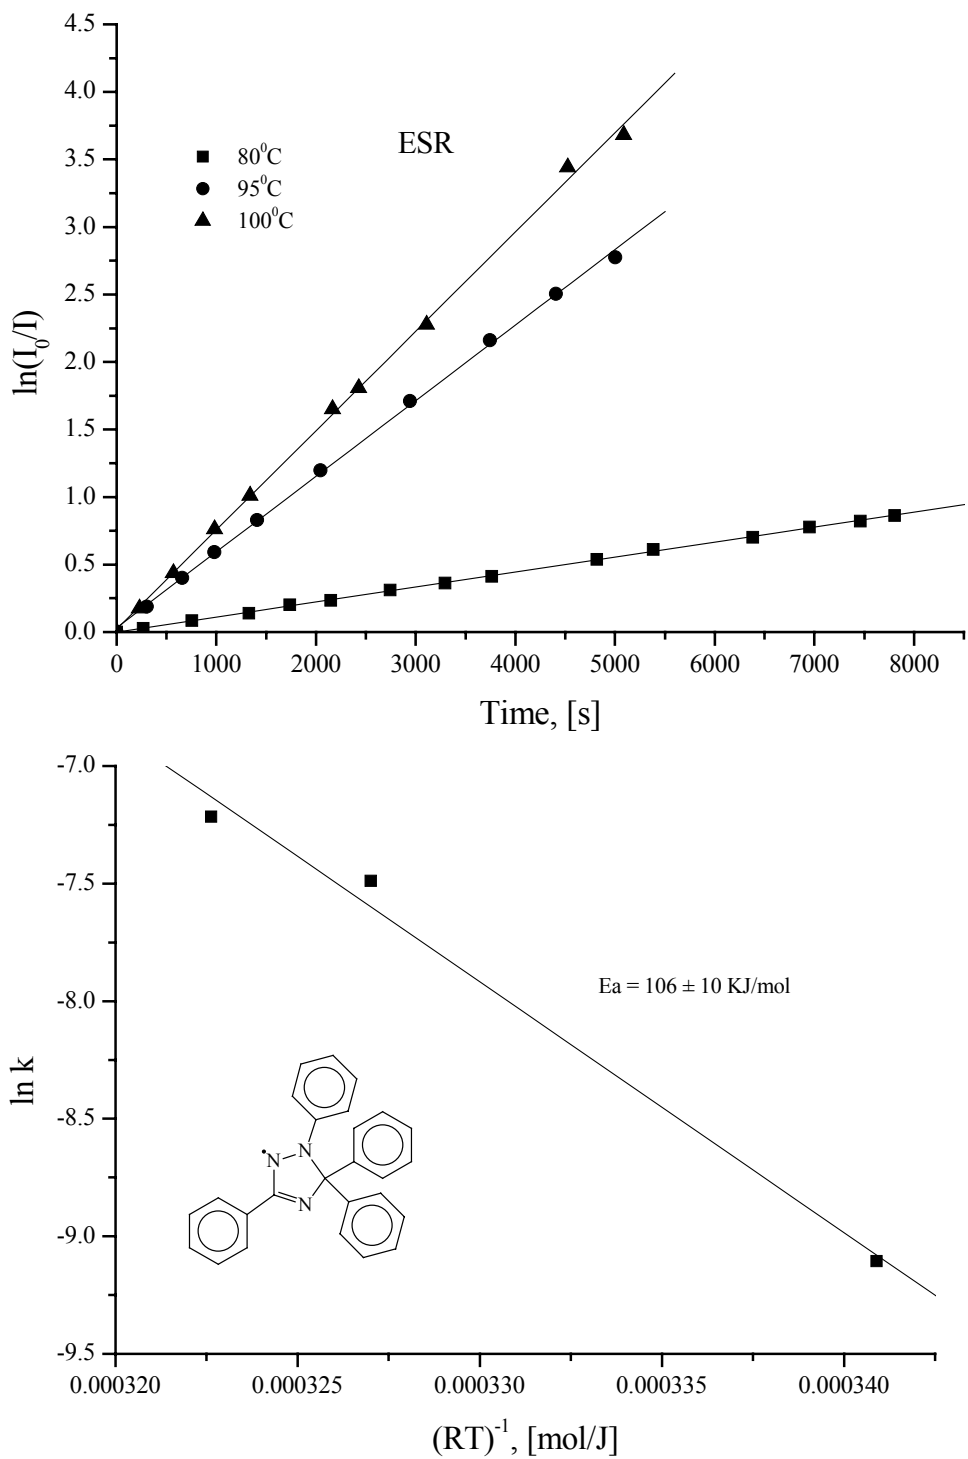 4.5
4.0
3.5
3.0
2.5
2.0
1.5
1.0
0.5
0.0
ln(I0/I)
ESR
80⁰C
95⁰C
100⁰C
0 1000 2000 3000 4000 5000 6000 7000 8000
Time, [s]
-7.0
-7.5
-8.0
-8.5
-9.0
-9.5
ln k
Ea = 106 ± 10 KJ/mol
N
N
N
0.000320 0.000325 0.000330 0.000335 0.000340
(RT)⁻¹, [mol/J]